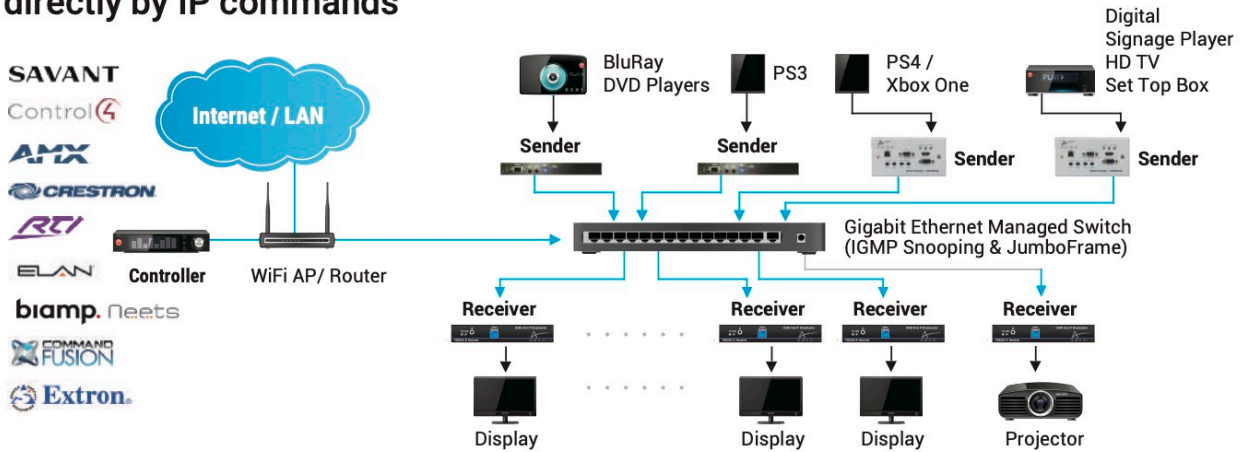 directly by IP commands
SAVANT
Control4
AMX
CRESTRON
RTI
ELAN
biamp. neets
COMMAND
FUSION
Extron.
Internet / LAN
Controller
WiFi AP/ Router
BluRay
DVD Players
PS3
PS4 /
Xbox One
Digital
Signage Player
HD TV
Set Top Box
PLAY
Sender
Sender
Sender
Sender
Gigabit Ethernet Managed Switch
(IGMP Snooping & JumboFrame)
Receiver
Receiver
Receiver
Receiver
Display
Display
Display
Projector